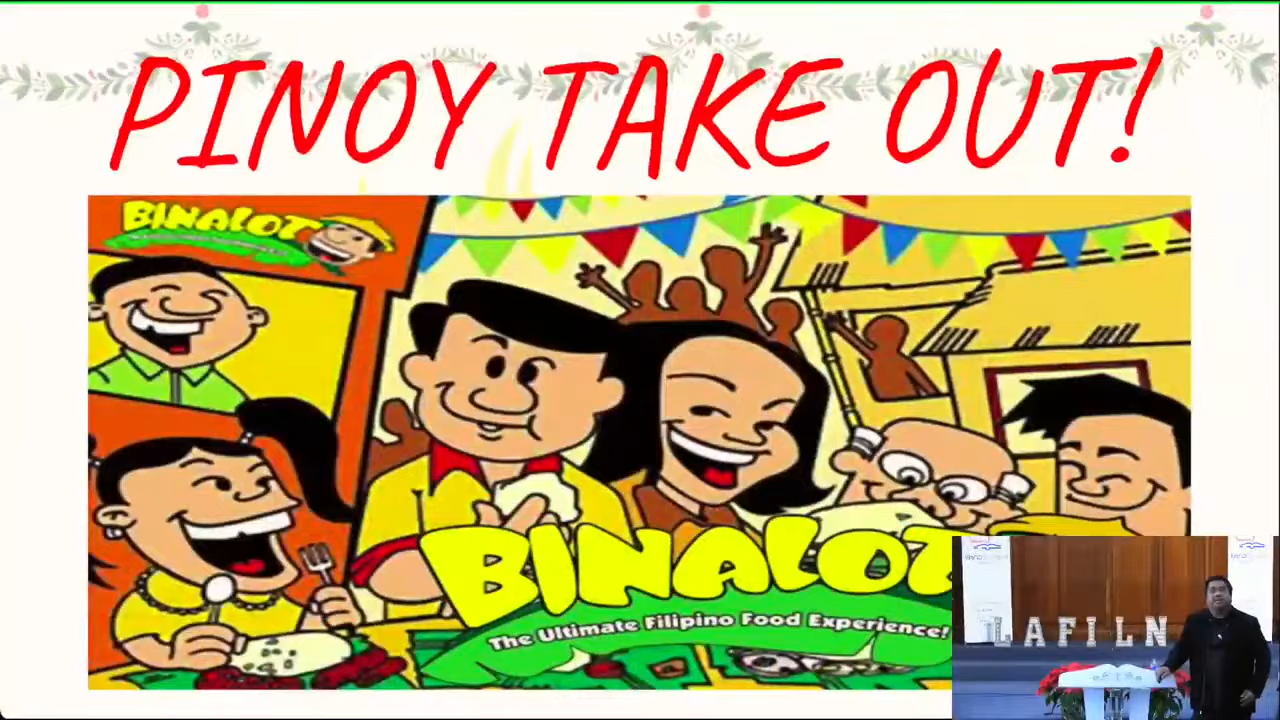 PINOY TAKE OUT!
BINALOT
BINALOT
The Ultimate Filipino Food Experience!
LAFILN